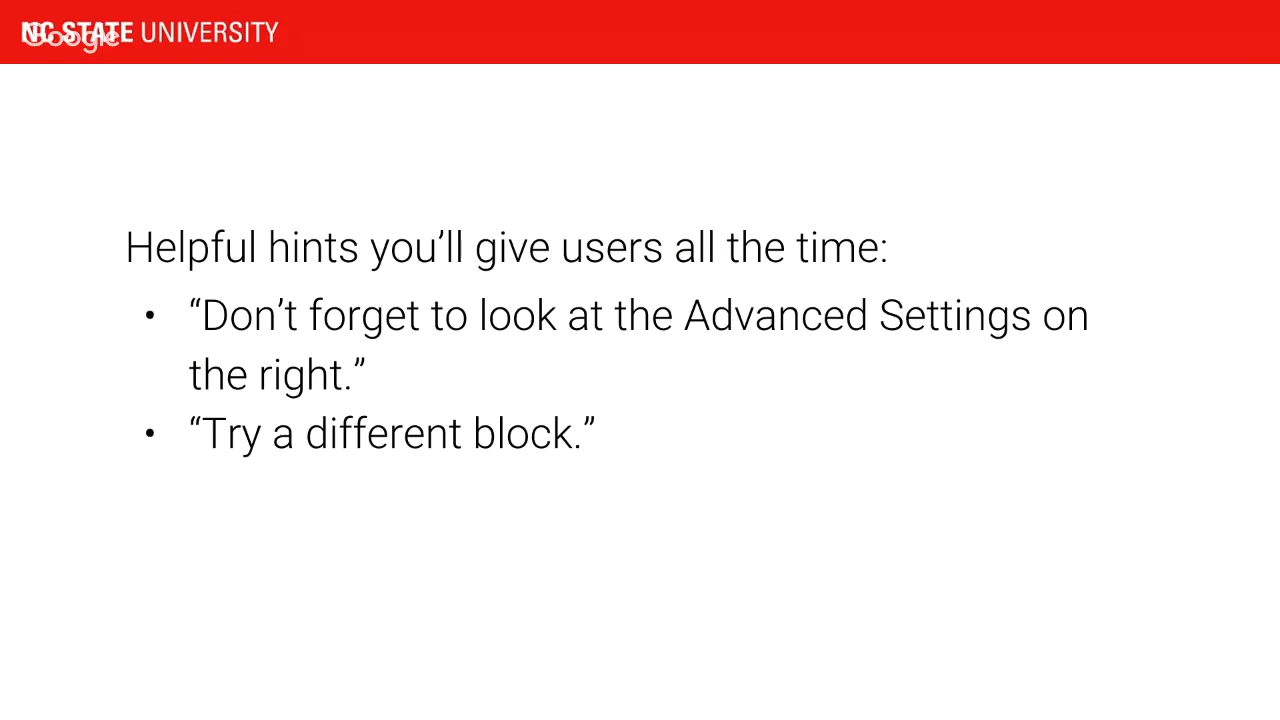 NC STATE UNIVERSITY
Google
Helpful hints you’ll give users all the time:
• “Don’t forget to look at the Advanced Settings on
the right.”
• “Try a different block.”